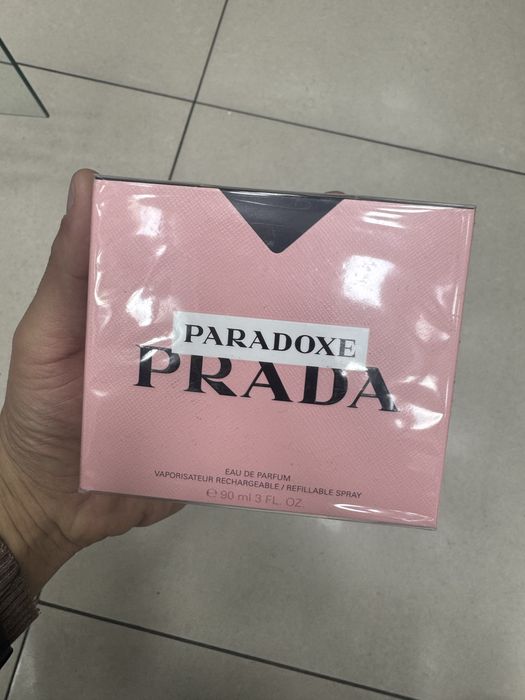 PARADOXE
PRADA
EAU DE PARFUM
VAPORISATEUR RECHARGEABLE / REFILLABLE SPRAY
℮ 90 ml 3 FL. OZ.